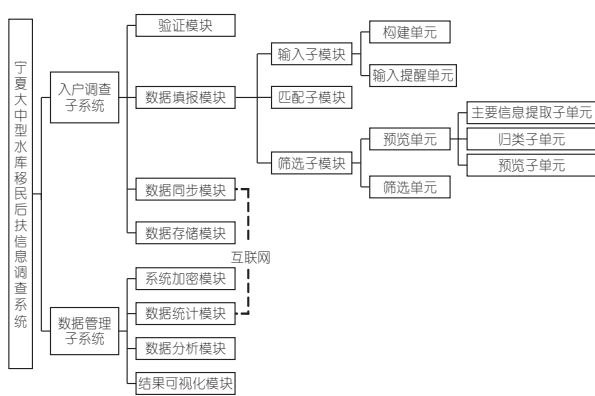 宁夏大中型水库移民后扶信息调查系统
入户调查
子系统
验证模块
数据填报模块
输入子模块
构建单元
输入提醒单元
匹配子模块
筛选子模块
预览单元
主要信息提取子单元
归类子单元
预览子单元
筛选单元
数据同步模块
数据存储模块
互联网
数据管理
子系统
系统加密模块
数据统计模块
数据分析模块
结果可视化模块